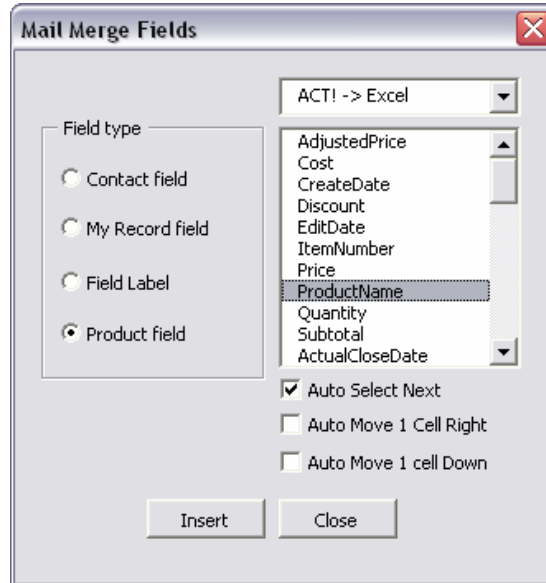 Mail Merge Fields
ACT! -> Excel
Field type
Contact field
My Record field
Field Label
Product field
AdjustedPrice
Cost
CreateDate
Discount
EditDate
ItemNumber
Price
ProductName
Quantity
Subtotal
ActualCloseDate
Auto Select Next
Auto Move 1 Cell Right
Auto Move 1 cell Down
Insert
Close